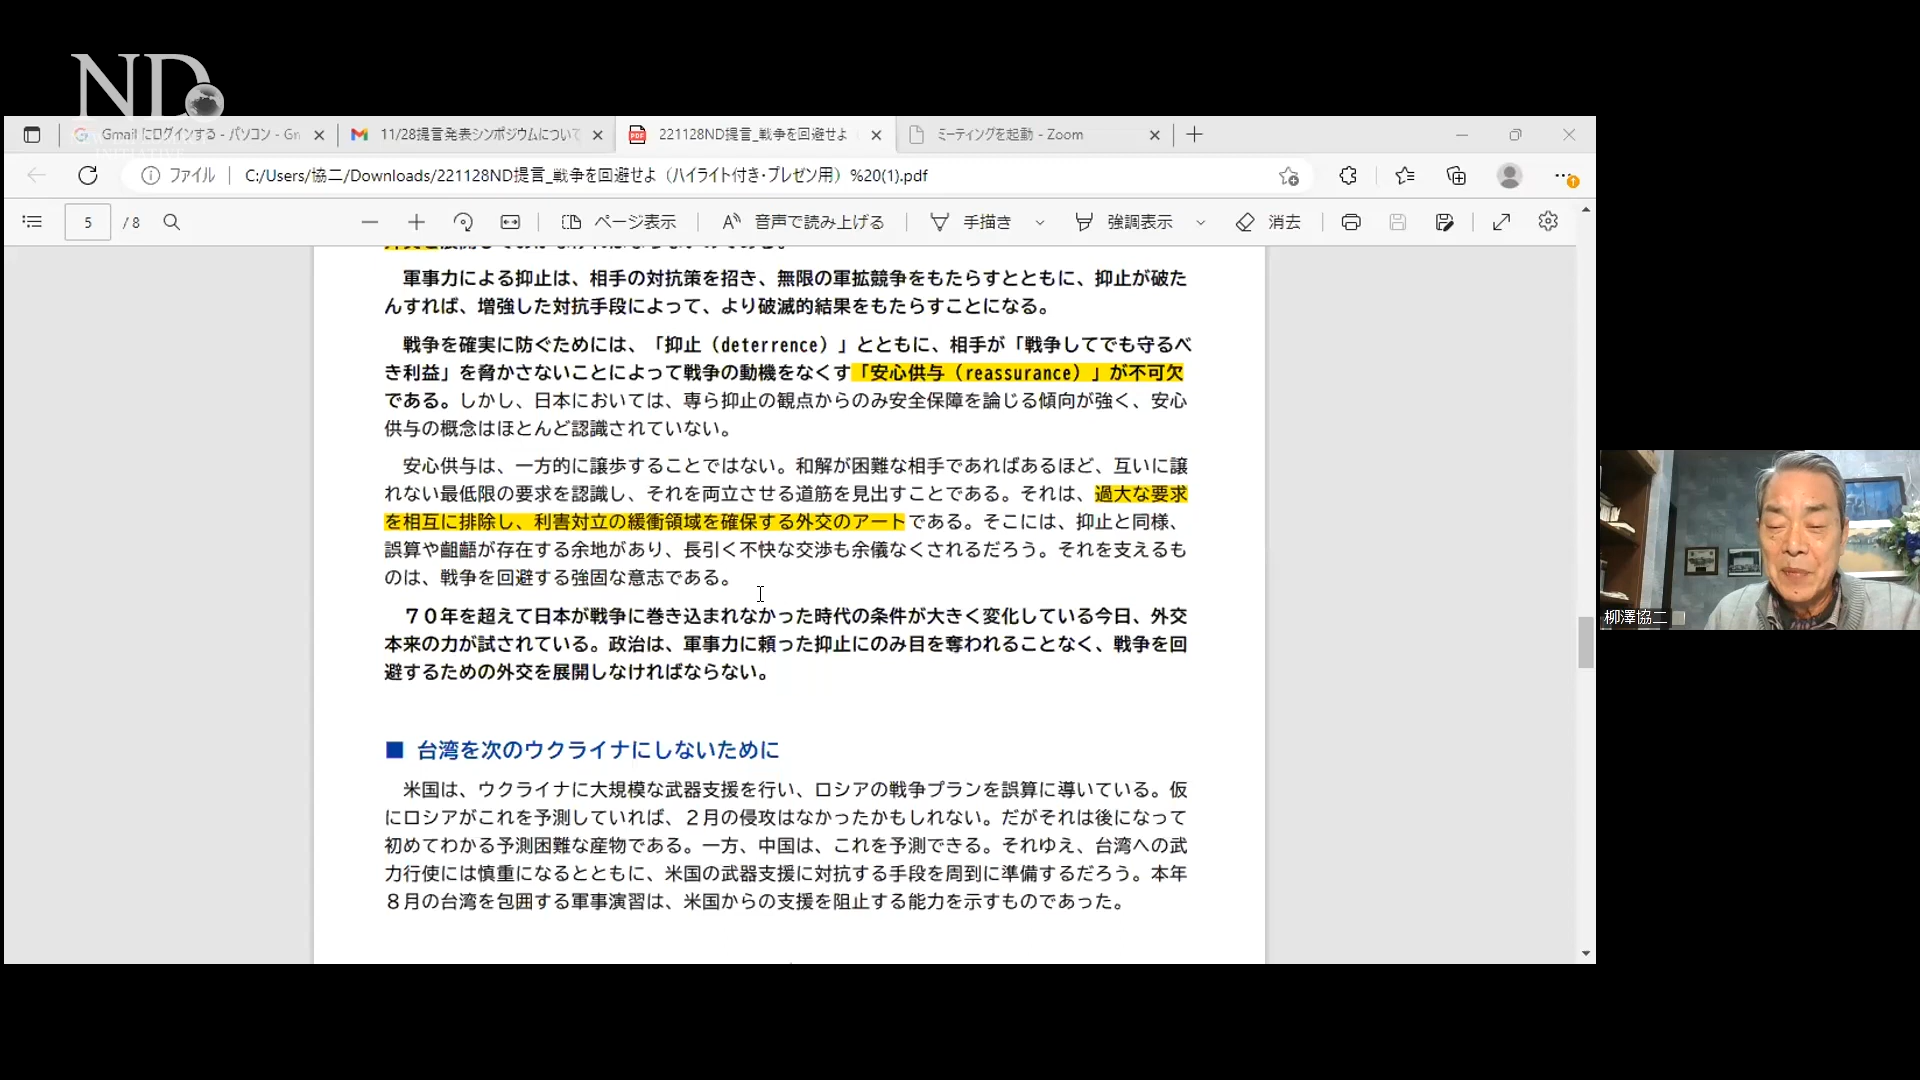 ND
Gmail にログインする - パソコン - Gm
11/28提言発表シンポジウムについて
221128ND提言_戦争を回避せよ
ミーティングを起動 - Zoom
ファイル
C:/Users/協二/Downloads/221128ND提言_戦争を回避せよ（ハイライト付き・プレゼン用）%20(1).pdf
5 / 8
ページ表示
音声で読み上げる
手描き
強調表示
消去
軍事力による抑止は、相手の対抗策を招き、無限の軍拡競争をもたらすとともに、抑止が破た
んすれば、増強した対抗手段によって、より破滅的結果をもたらすことになる。
戦争を確実に防ぐためには、「抑止（deterrence）」とともに、相手が「戦争してでも守るべ
き利益」を脅かさないことによって戦争の動機をなくす「安心供与（reassurance）」が不可欠
である。しかし、日本においては、専ら抑止の観点からのみ安全保障を論じる傾向が強く、安心
供与の概念はほとんど認識されていない。
安心供与は、一方的に譲歩することではない。和解が困難な相手であればあるほど、互いに譲
れない最低限の要求を認識し、それを両立させる道筋を見出すことである。それは、過大な要求
を相互に排除し、利害対立の緩衝領域を確保する外交のアートである。そこには、抑止と同様、
誤算や齟齬が存在する余地があり、長引く不快な交渉も余儀なくされるだろう。それを支えるも
のは、戦争を回避する強固な意志である。
７０年を超えて日本が戦争に巻き込まれなかった時代の条件が大きく変化している今日、外交
本来の力が試されている。政治は、軍事力に頼った抑止にのみ目を奪われることなく、戦争を回
避するための外交を展開しなければならない。
■ 台湾を次のウクライナにしないために
米国は、ウクライナに大規模な武器支援を行い、ロシアの戦争プランを誤算に導いている。仮
にロシアがこれを予測していれば、２月の侵攻はなかったかもしれない。だがそれは後になって
初めてわかる予測困難な産物である。一方、中国は、これを予測できる。それゆえ、台湾への武
力行使には慎重になるとともに、米国の武器支援に対抗する手段を周到に準備するだろう。本年
８月の台湾を包囲する軍事演習は、米国からの支援を阻止する能力を示すものであった。
柳澤協二